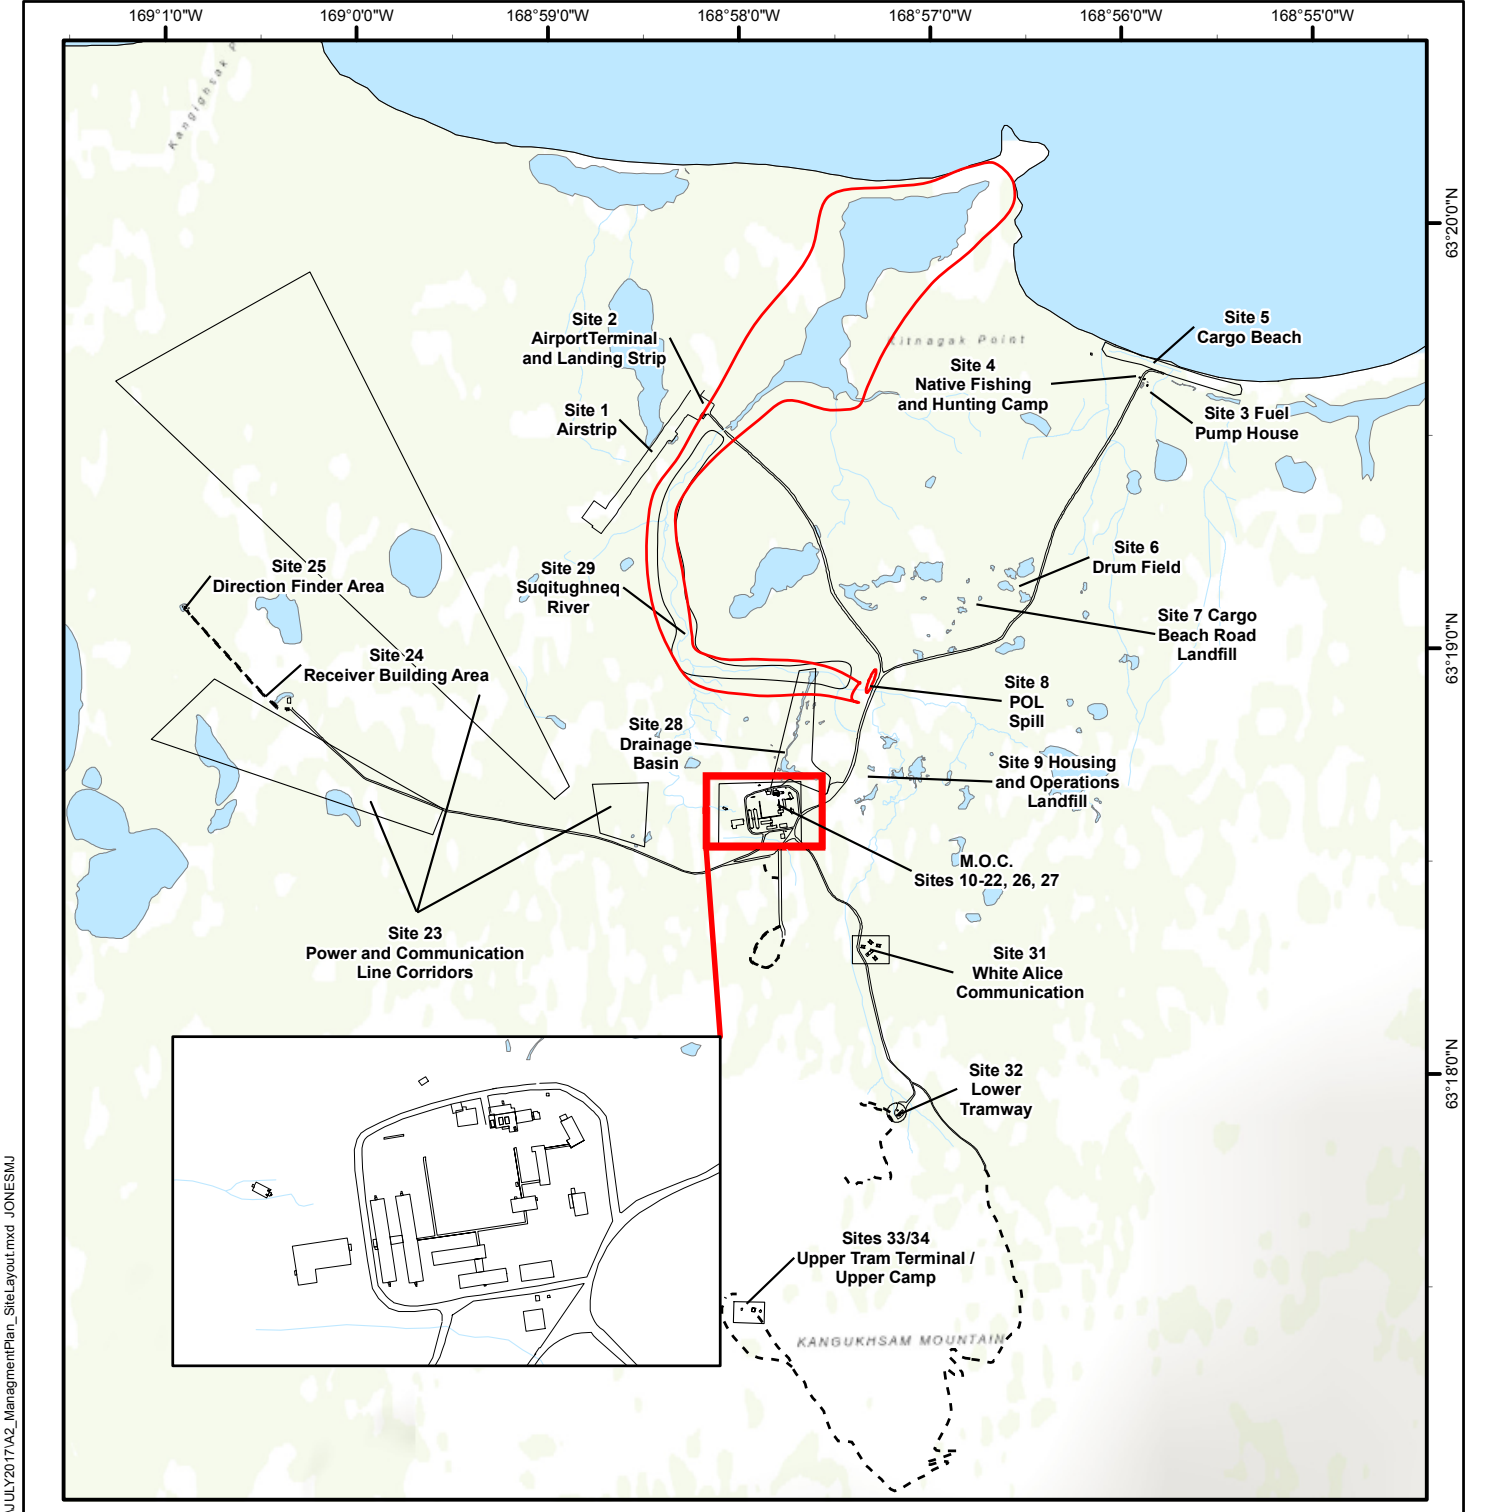 169°1'0"W
169°0'0"W
168°59'0"W
168°58'0"W
168°57'0"W
168°56'0"W
168°55'0"W
63°20'0"N
63°19'0"N
63°18'0"N
Kangighsak
Kitnagak Point
Site 2
AirportTerminal
and Landing Strip
Site 1
Airstrip
Site 5
Cargo Beach
Site 4
Native Fishing
and Hunting Camp
Site 3 Fuel
Pump House
Site 25
Direction Finder Area
Site 29
Suqitughneq
River
Site 6
Drum Field
Site 7 Cargo
Beach Road
Landfill
Site 24
Receiver Building Area
Site 8
POL
Spill
Site 28
Drainage
Basin
Site 9 Housing
and Operations
Landfill
M.O.C.
Sites 10-22, 26, 27
Site 23
Power and Communication
Line Corridors
Site 31
White Alice
Communication
Site 32
Lower
Tramway
Sites 33/34
Upper Tram Terminal /
Upper Camp
KANGUKHSAM MOUNTAIN
JULY2017\A2_ManagmentPlan_SiteLayout.mxd JONESMJ